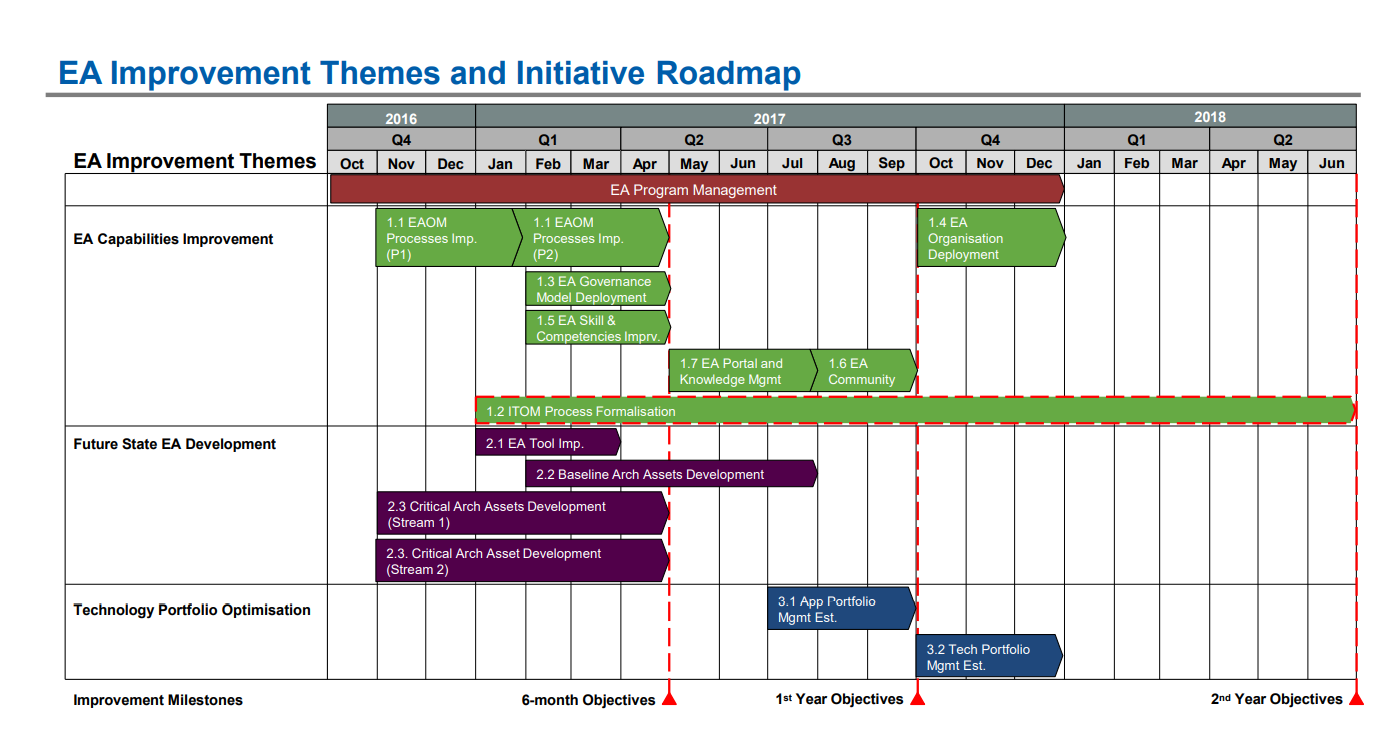 EA Improvement Themes and Initiative Roadmap
2016 2017 2018
Q4 Q1 Q2 Q3 Q4 Q1 Q2
EA Improvement Themes
Oct Nov Dec Jan Feb Mar Apr May Jun Jul Aug Sep Oct Nov Dec Jan Feb Mar Apr May Jun
EA Program Management
EA Capabilities Improvement
1.1 EAOM
Processes Imp.
(P1)
1.1 EAOM
Processes Imp.
(P2)
1.4 EA
Organisation
Deployment
1.3 EA Governance
Model Deployment
1.5 EA Skill &
Competencies Imprv.
1.7 EA Portal and
Knowledge Mgmt
1.6 EA
Community
1.2 ITOM Process Formalisation
Future State EA Development
2.1 EA Tool Imp.
2.2 Baseline Arch Assets Development
2.3 Critical Arch Assets Development
(Stream 1)
2.3. Critical Arch Asset Development
(Stream 2)
Technology Portfolio Optimisation
3.1 App Portfolio
Mgmt Est.
3.2 Tech Portfolio
Mgmt Est.
Improvement Milestones
6-month Objectives
1st Year Objectives
2nd Year Objectives